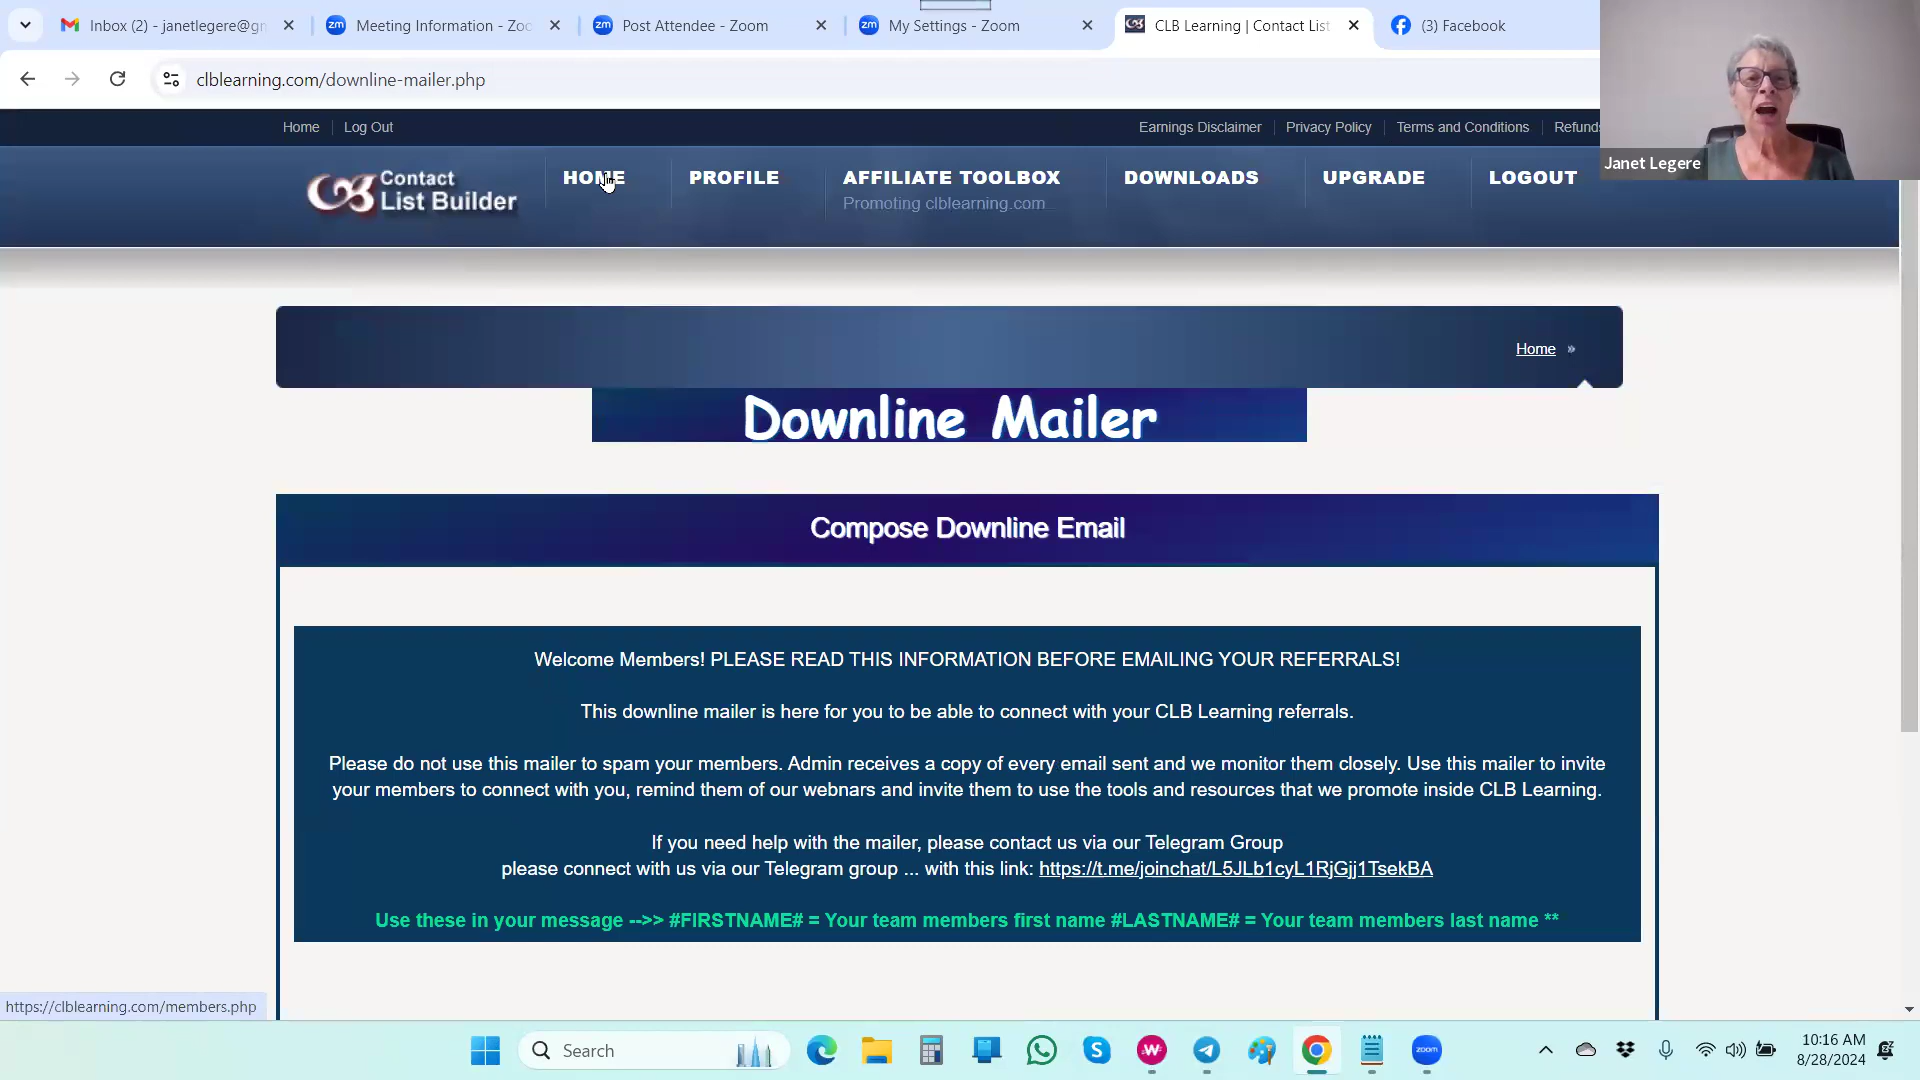 Inbox (2) - janetlegere@gm
Meeting Information - Zoo
Post Attendee - Zoom
My Settings - Zoom
CLB Learning | Contact List
(3) Facebook
clblearning.com/downline-mailer.php
Home
Log Out
Earnings Disclaimer
Privacy Policy
Terms and Conditions
Refunds
Janet Legere
CLB Contact List Builder
HOME
PROFILE
AFFILIATE TOOLBOX
Promoting clblearning.com
DOWNLOADS
UPGRADE
LOGOUT
Home »
Downline Mailer
Compose Downline Email
Welcome Members! PLEASE READ THIS INFORMATION BEFORE EMAILING YOUR REFERRALS!
This downline mailer is here for you to be able to connect with your CLB Learning referrals.
Please do not use this mailer to spam your members. Admin receives a copy of every email sent and we monitor them closely. Use this mailer to invite
your members to connect with you, remind them of our webnars and invite them to use the tools and resources that we promote inside CLB Learning.
If you need help with the mailer, please contact us via our Telegram Group
please connect with us via our Telegram group ... with this link: https://t.me/joinchat/L5JLb1cyL1RjGjj1TsekBA
Use these in your message -->> #FIRSTNAME# = Your team members first name #LASTNAME# = Your team members last name **
https://clblearning.com/members.php
Search
zoom
10:16 AM
8/28/2024